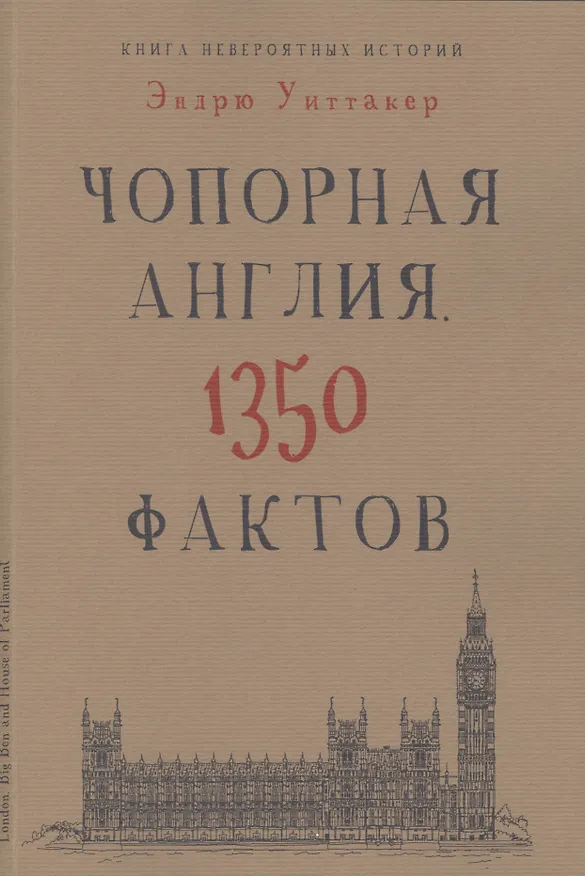 КНИГА НЕВЕРОЯТНЫХ ИСТОРИЙ
Эндрю Уиттакер
ЧОПОРНАЯ
АНГЛИЯ.
1350
ФАКТОВ
London. Big Ben and House of Parliament